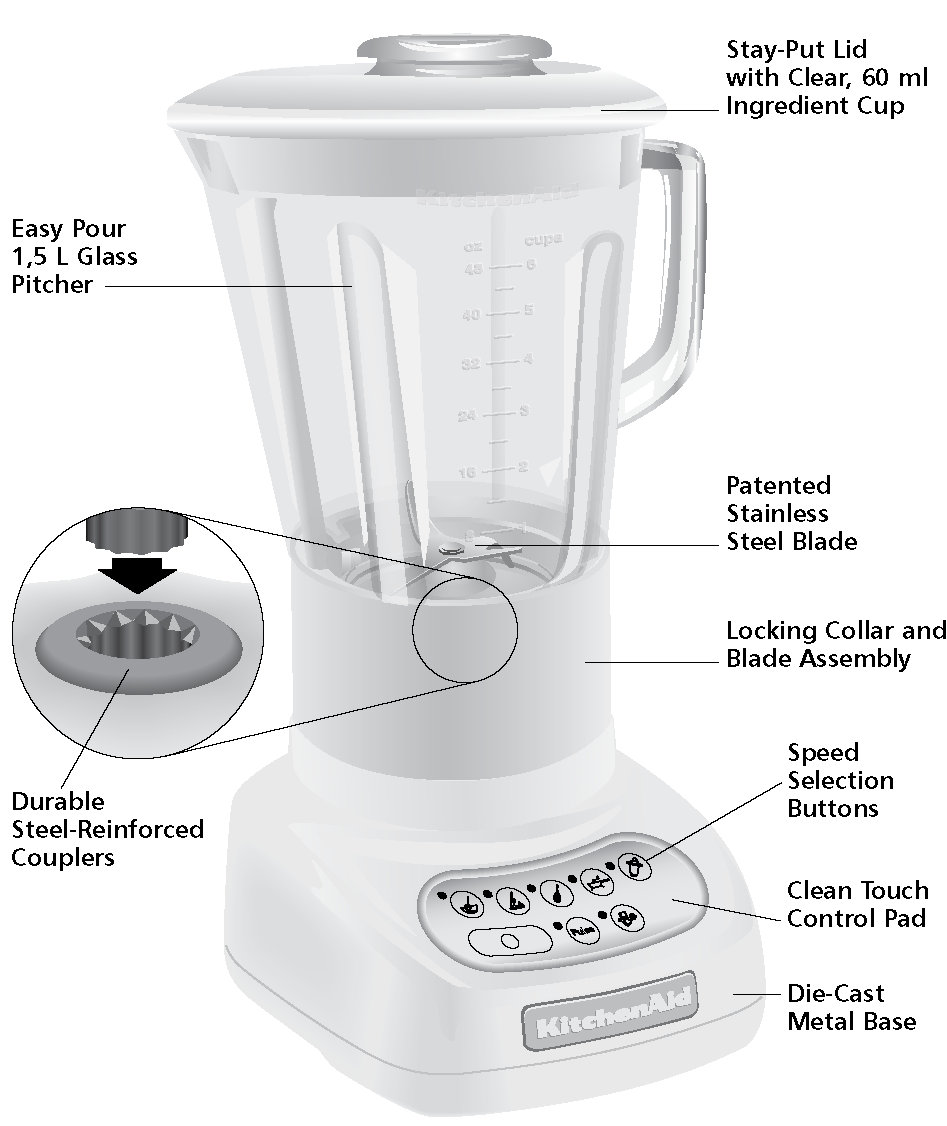 Stay-Put Lid
with Clear, 60 ml
Ingredient Cup
Easy Pour
1,5 L Glass
Pitcher
KitchenAid
oz cups
48 6
40 5
32 4
24 3
16 2
8 1
Patented
Stainless
Steel Blade
Locking Collar and
Blade Assembly
Durable
Steel-Reinforced
Couplers
Speed
Selection
Buttons
Clean Touch
Control Pad
Pulse
Die-Cast
Metal Base
KitchenAid